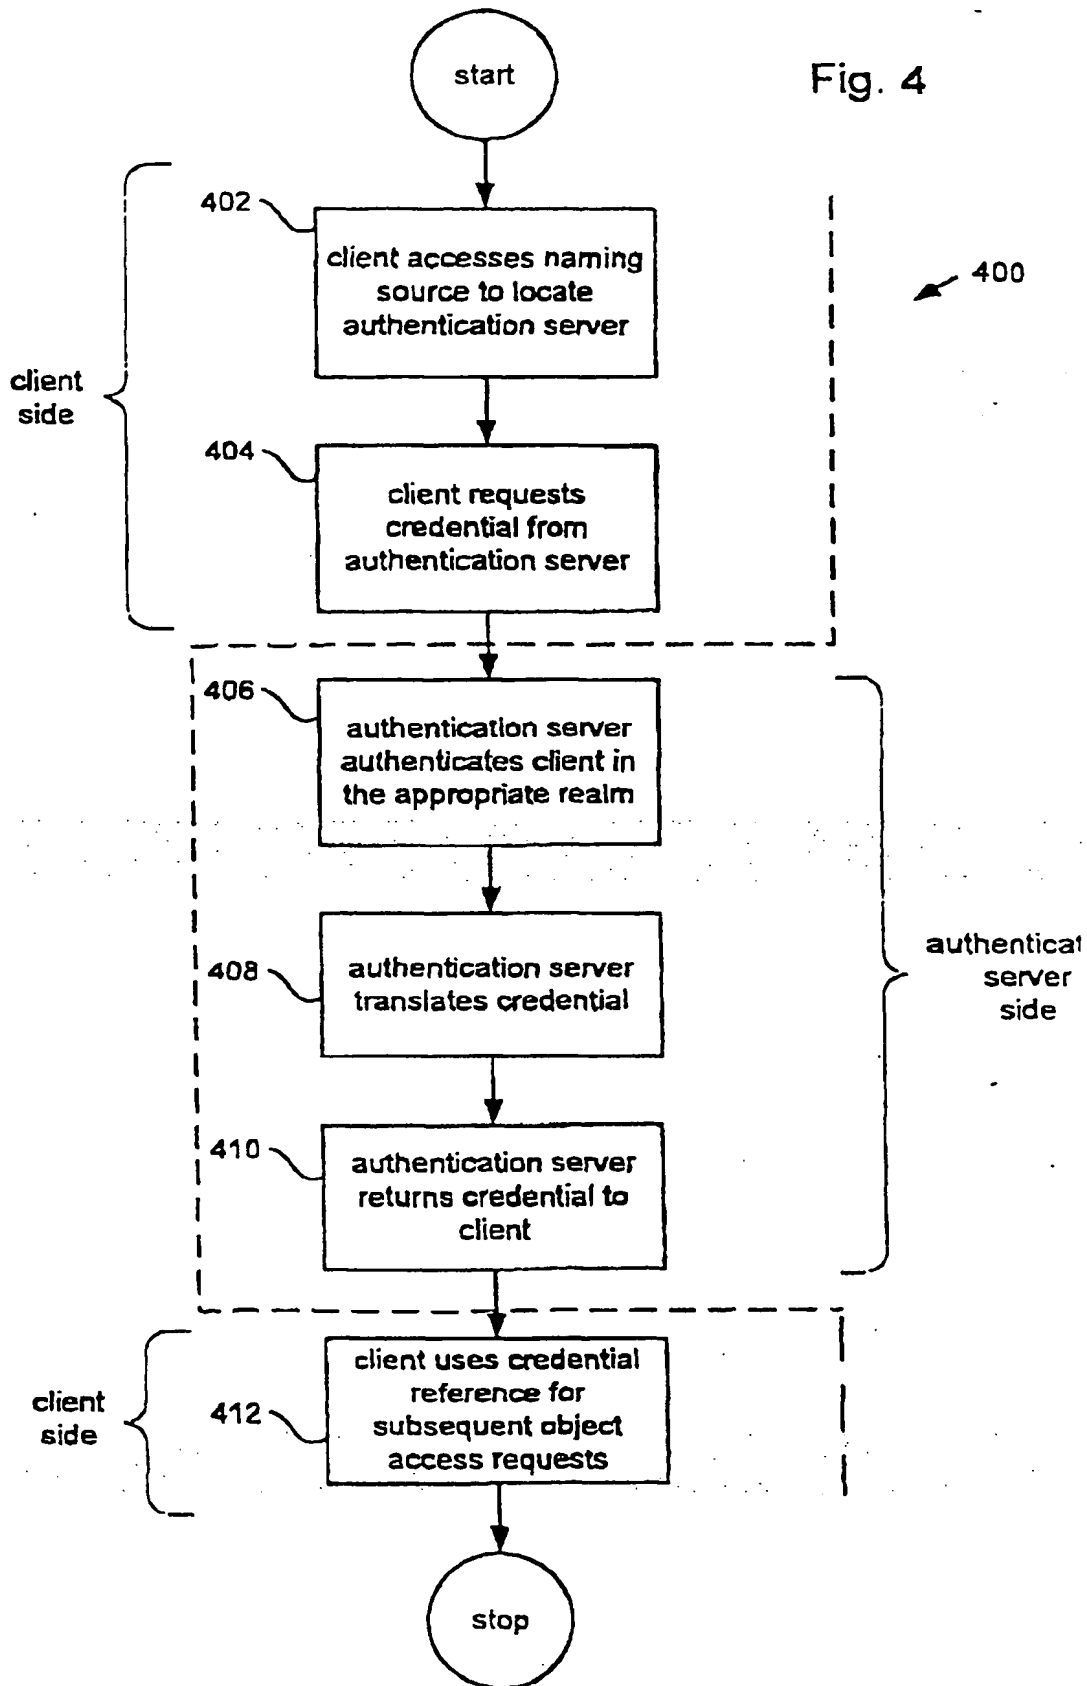 start
Fig. 4
402
client accesses naming
source to locate
authentication server
400
client
side
404
client requests
credential from
authentication server
406
authentication server
authenticates client in
the appropriate realm
408
authentication server
translates credential
authenticat
server
side
410
authentication server
returns credential to
client
client
side
412
client uses credential
reference for
subsequent object
access requests
stop